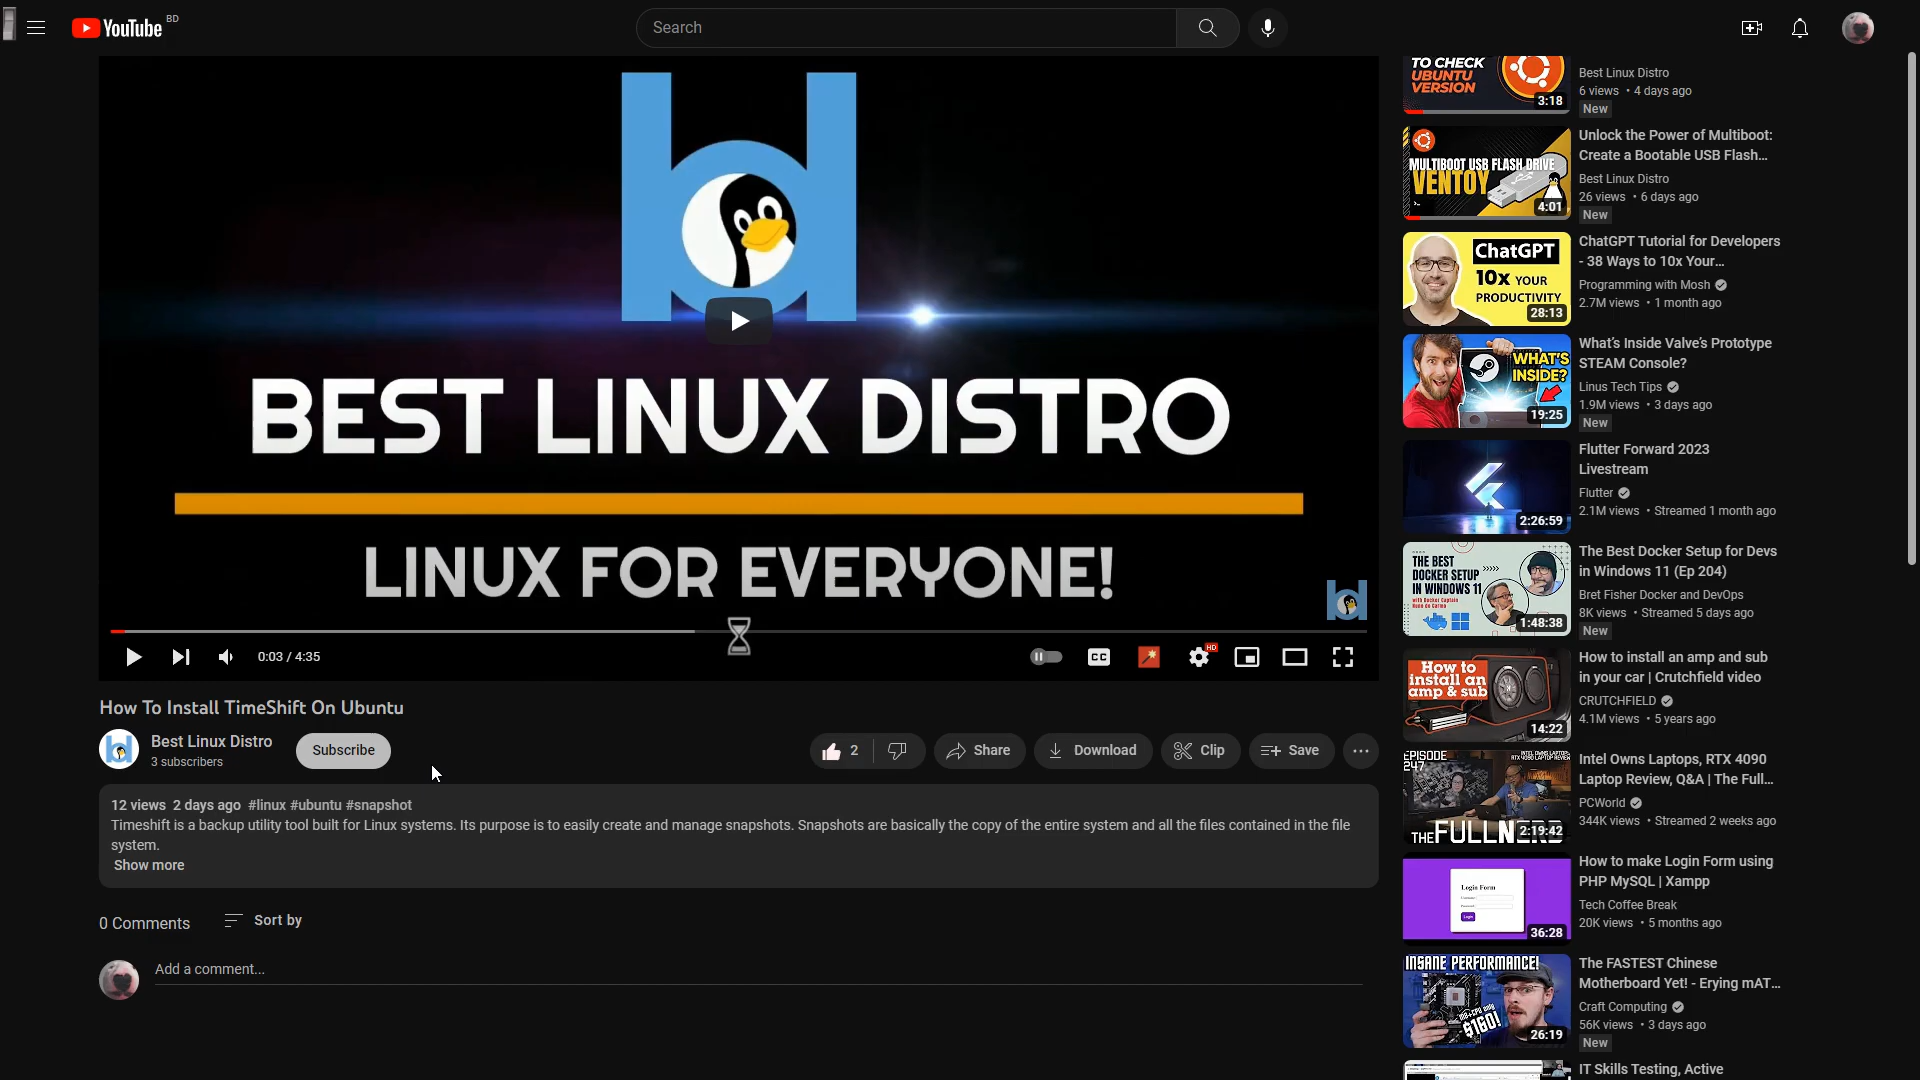 YouTube BD
Search
BEST LINUX DISTRO
LINUX FOR EVERYONE!
0:03 / 4:35
CC
HD
How To Install TimeShift On Ubuntu
Best Linux Distro
3 subscribers
Subscribe
2
Share
Download
Clip
Save
12 views 2 days ago #linux #ubuntu #snapshot
Timeshift is a backup utility tool built for Linux systems. Its purpose is to easily create and manage snapshots. Snapshots are basically the copy of the entire system and all the files contained in the file
system.
Show more
0 Comments
Sort by
Add a comment...
TO CHECK
UBUNTU
VERSION
3:18
Best Linux Distro
6 views • 4 days ago
New
MULTIBOOT USB FLASH DRIVE
VENTOY
4:01
Unlock the Power of Multiboot:
Create a Bootable USB Flash...
Best Linux Distro
26 views • 6 days ago
New
ChatGPT
10x YOUR
PRODUCTIVITY
28:13
ChatGPT Tutorial for Developers
- 38 Ways to 10x Your...
Programming with Mosh
2.7M views • 1 month ago
WHAT'S
INSIDE?
19:25
What's Inside Valve's Prototype
STEAM Console?
Linus Tech Tips
1.9M views • 3 days ago
New
2:26:59
Flutter Forward 2023
Livestream
Flutter
2.1M views • Streamed 1 month ago
THE BEST
DOCKER SETUP
IN WINDOWS 11
1:48:38
The Best Docker Setup for Devs
in Windows 11 (Ep 204)
Bret Fisher Docker and DevOps
8K views • Streamed 5 days ago
New
How to
install an
amp & sub
14:22
How to install an amp and sub
in your car | Crutchfield video
CRUTCHFIELD
4.1M views • 5 years ago
EPISODE
247
THE FULL NERD
2:19:42
Intel Owns Laptops, RTX 4090
Laptop Review, Q&A | The Full...
PCWorld
344K views • Streamed 2 weeks ago
Login Form
Login
36:28
How to make Login Form using
PHP MySQL | Xampp
Tech Coffee Break
20K views • 5 months ago
INSANE PERFORMANCE!
MB+CPU only
$160!
26:19
The FASTEST Chinese
Motherboard Yet! - Erying mAT...
Craft Computing
56K views • 3 days ago
New
IT Skills Testing, Active